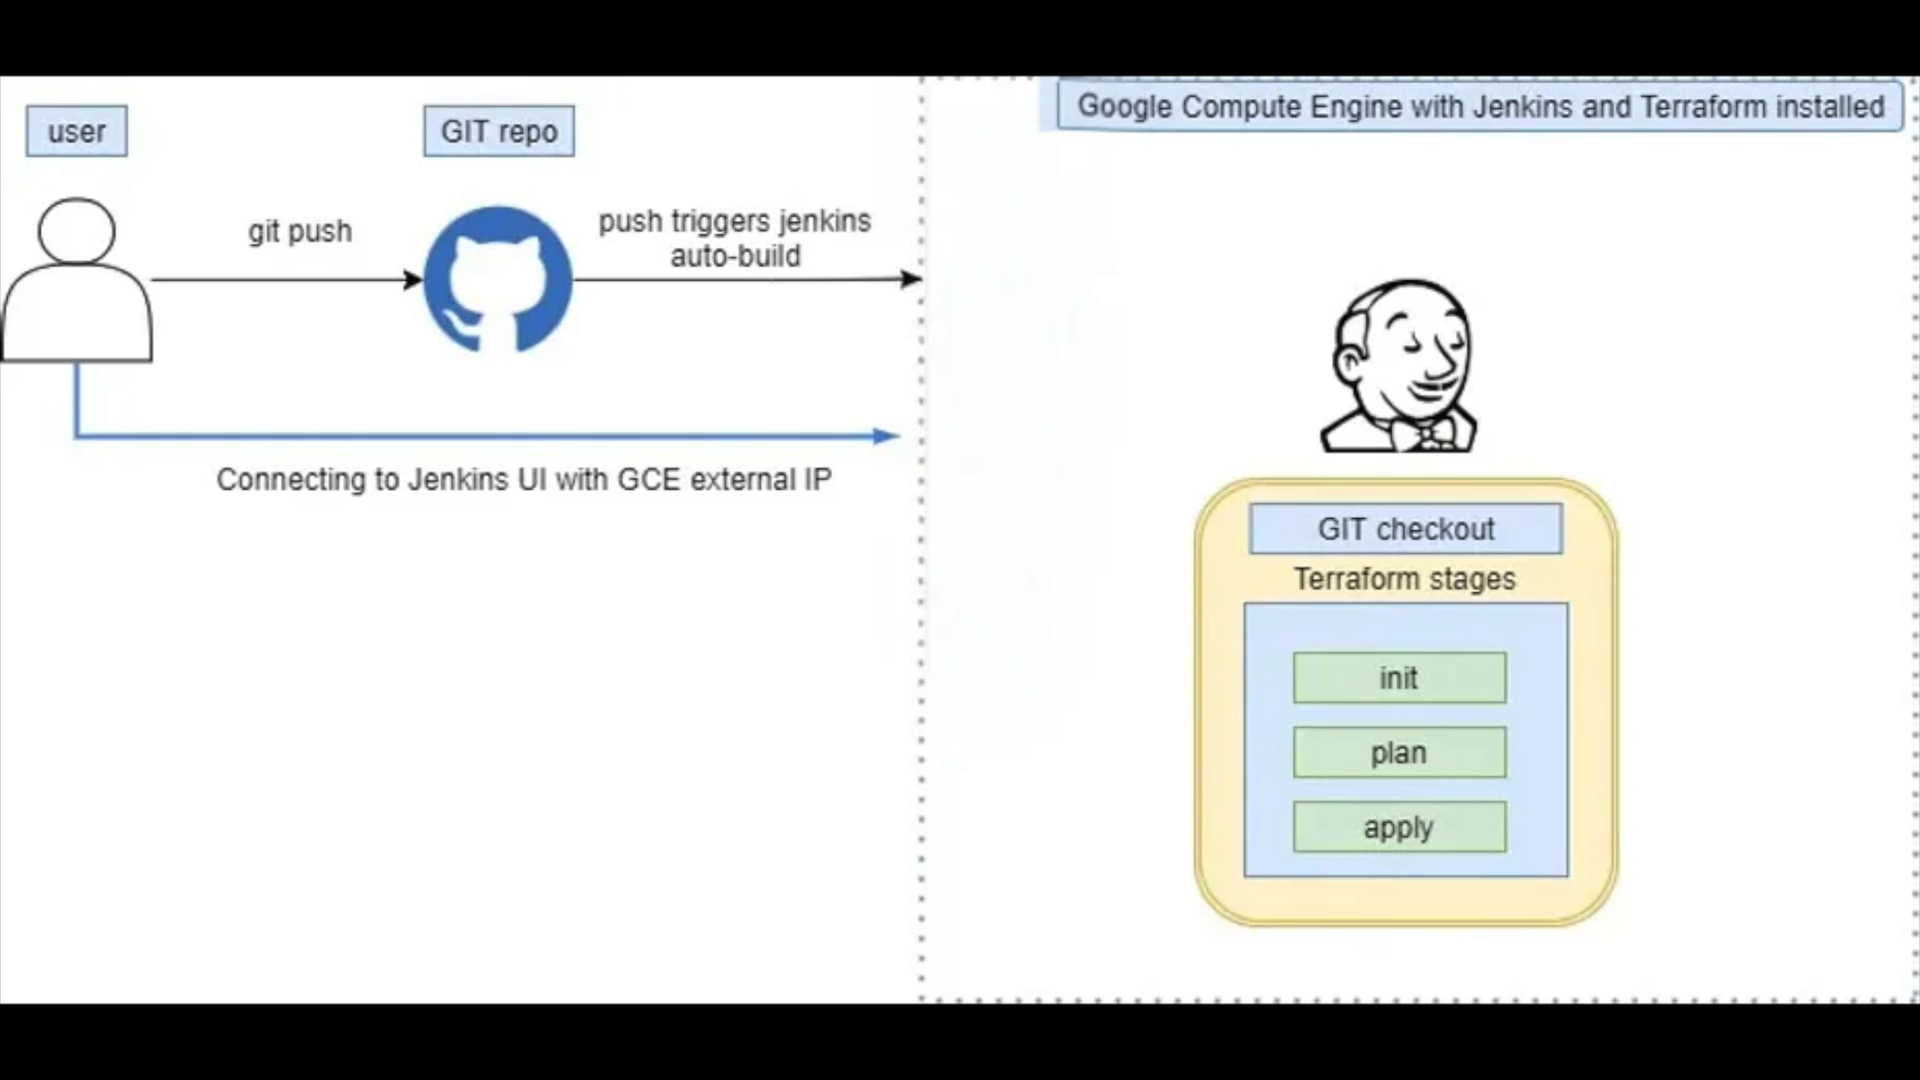 user
GIT repo
Google Compute Engine with Jenkins and Terraform installed
git push
push triggers jenkins
auto-build
Connecting to Jenkins UI with GCE external IP
GIT checkout
Terraform stages
init
plan
apply